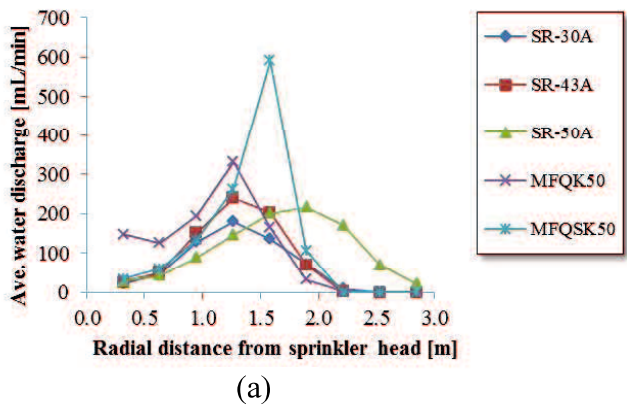 700
600
500
400
300
200
100
0
Ave. water discharge [mL/min]
0.0 0.5 1.0 1.5 2.0 2.5 3.0
Radial distance from sprinkler head [m]
SR-30A
SR-43A
SR-50A
MFQK50
MFQSK50
(a)